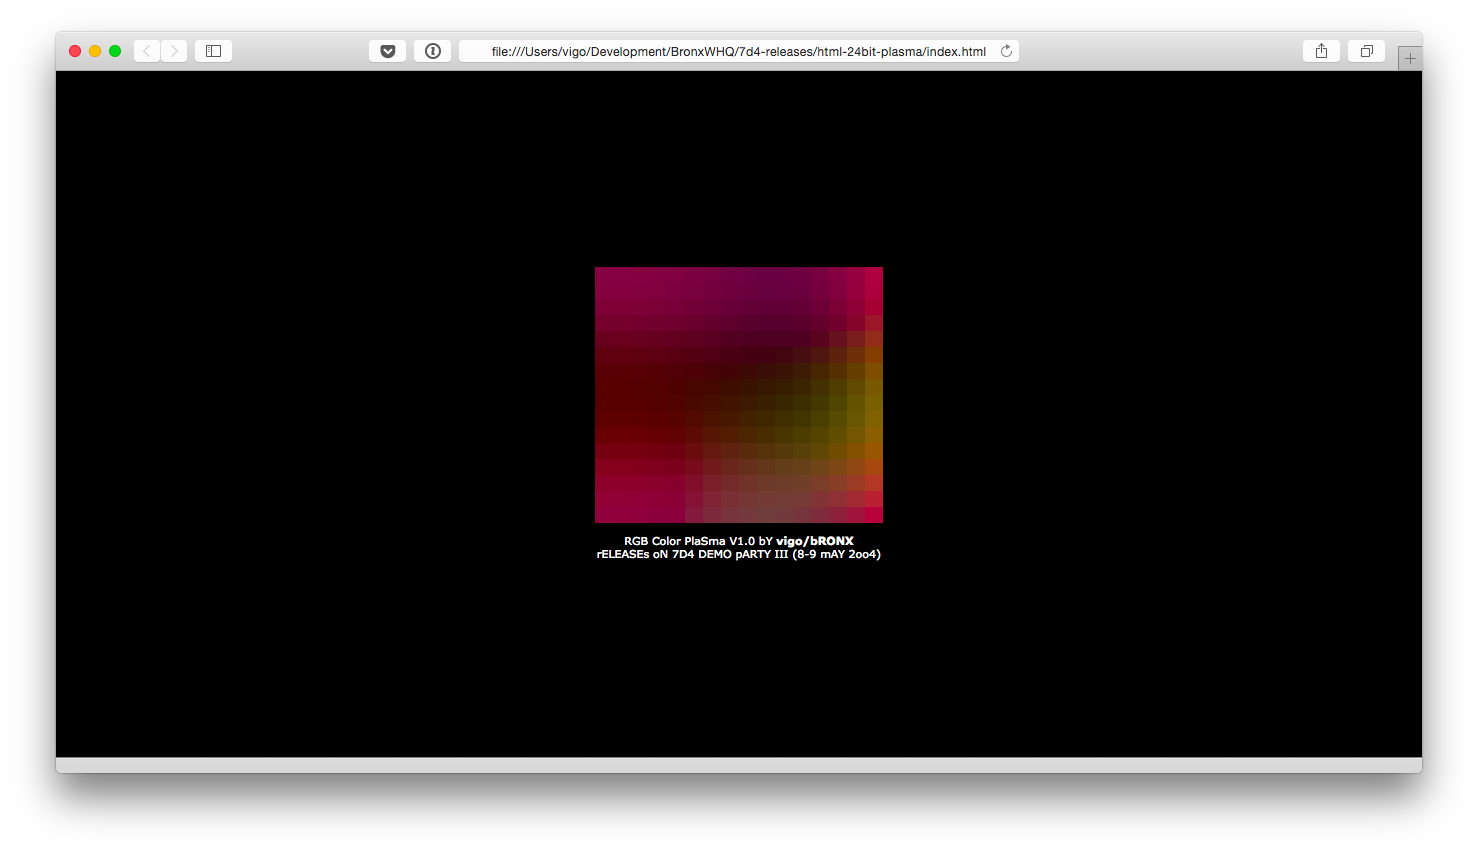 file:///Users/vigo/Development/BronxWHQ/7d4-releases/html-24bit-plasma/index.html
RGB Color PlaSma V1.0 bY vigo/bRONX
rELEASEs oN 7D4 DEMO pARTY III (8-9 mAY 2oo4)